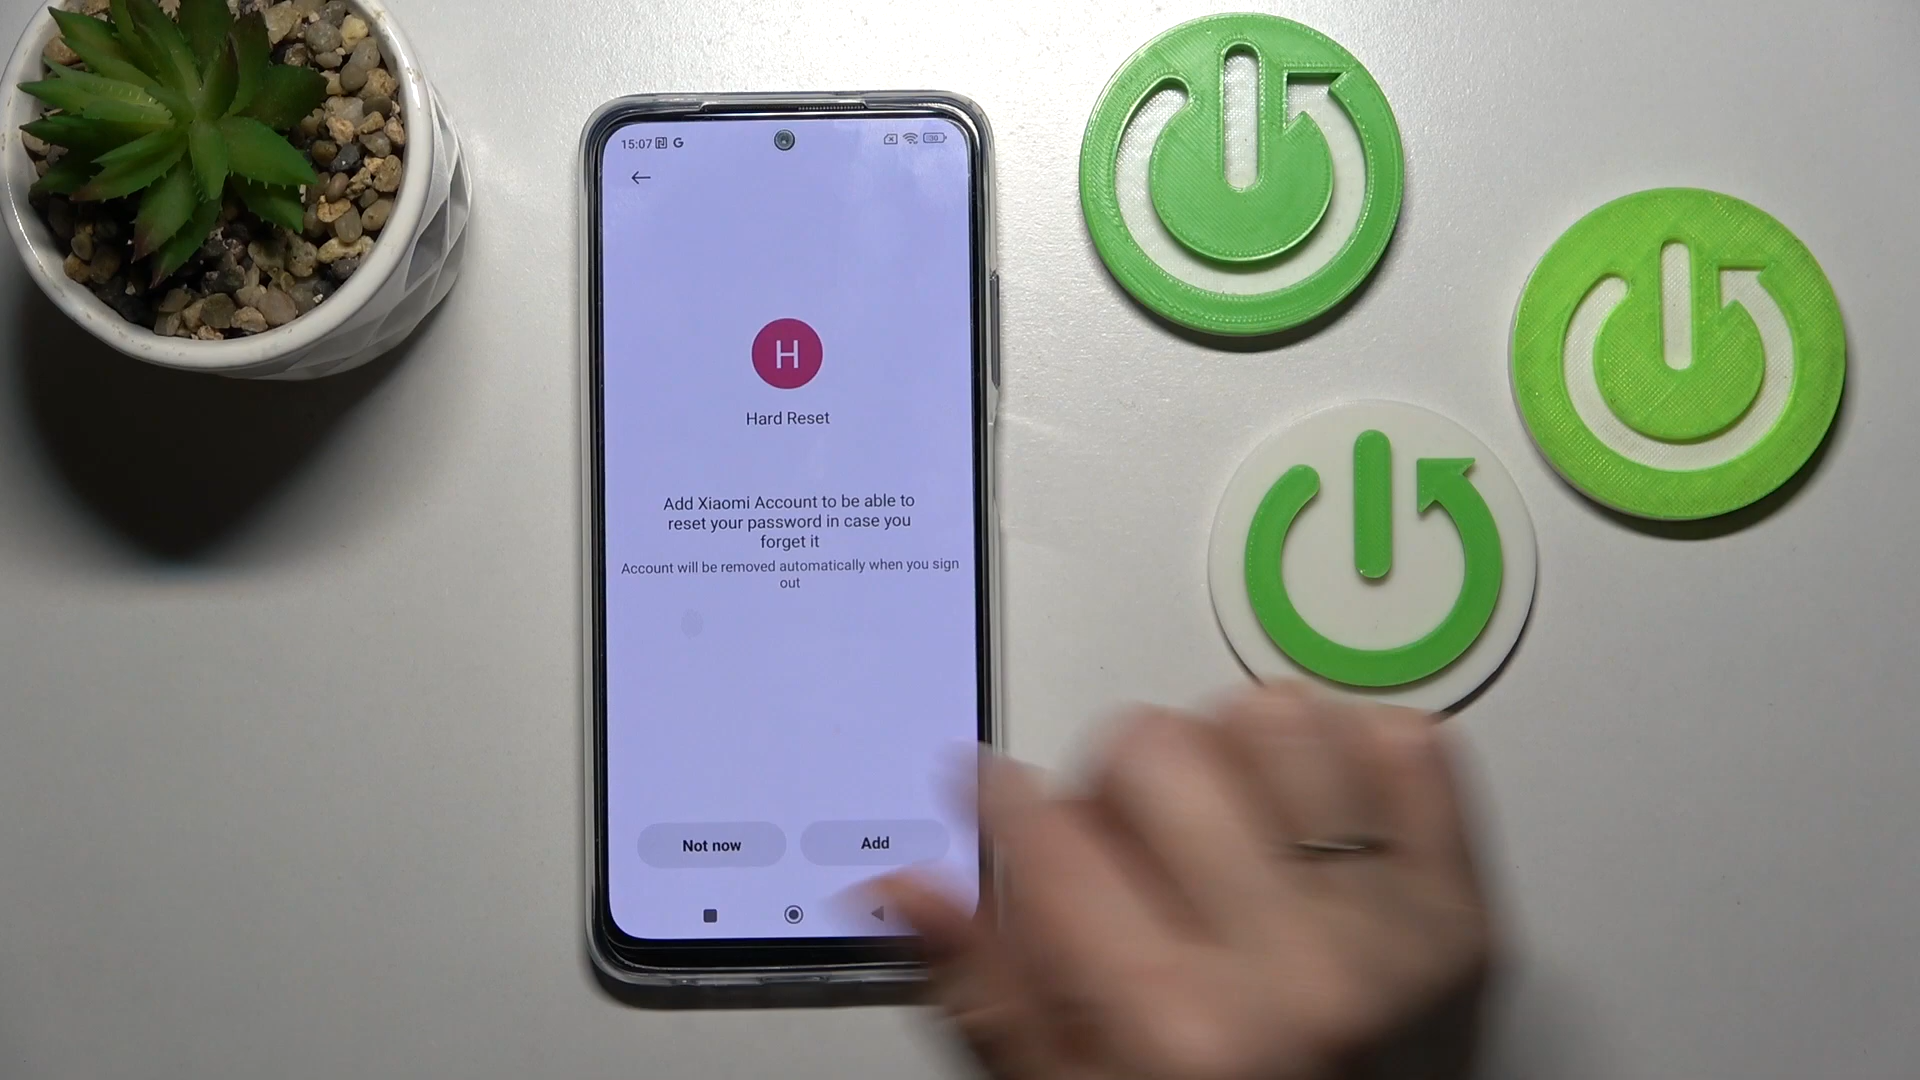 15:07
30
H
Hard Reset
Add Xiaomi Account to be able to
reset your password in case you
forget it
Account will be removed automatically when you sign
out
Not now
Add